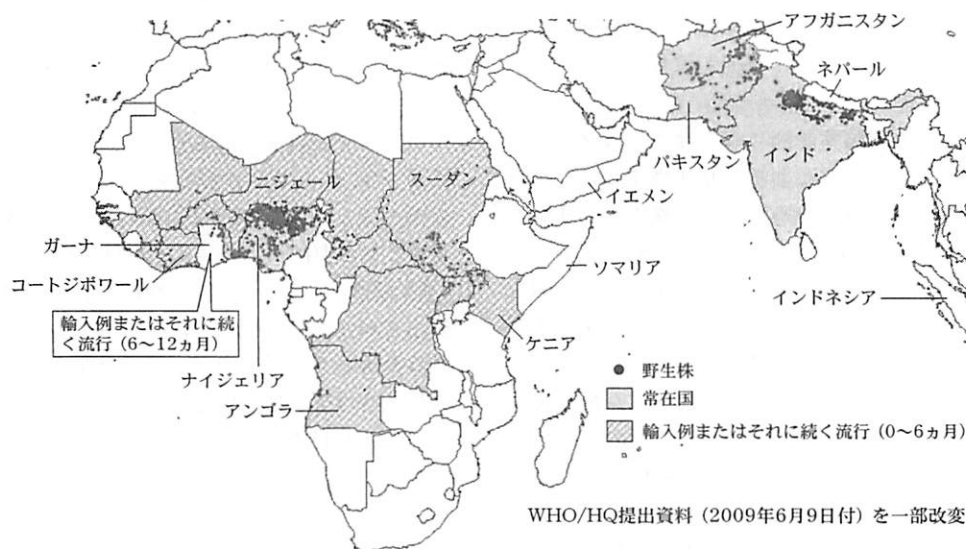 アフガニスタン
ネパール
パキスタン
インド
イエメン
ニジェール
スーダン
ガーナ
ソマリア
コートジボワール
インドネシア
輸入例またはそれに続
く流行(6〜12ヵ月)
ケニア
ナイジェリア
アンゴラ
野生株
常在国
輸入例またはそれに続く流行(0〜6ヵ月)
WHO/HQ提出資料(2009年6月9日付)を一部改変